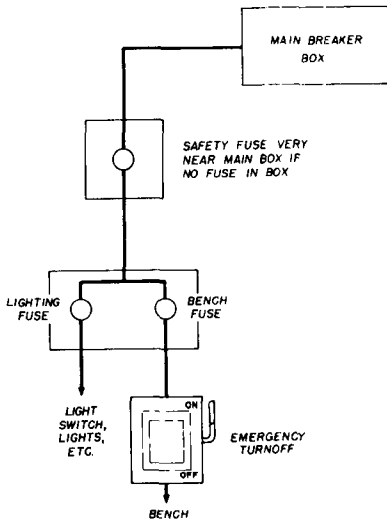 MAIN BREAKER
BOX
SAFETY FUSE VERY
NEAR MAIN BOX IF
NO FUSE IN BOX
LIGHTING
FUSE
BENCH
FUSE
LIGHT
SWITCH,
LIGHTS,
ETC.
ON
OFF
EMERGENCY
TURNOFF
BENCH